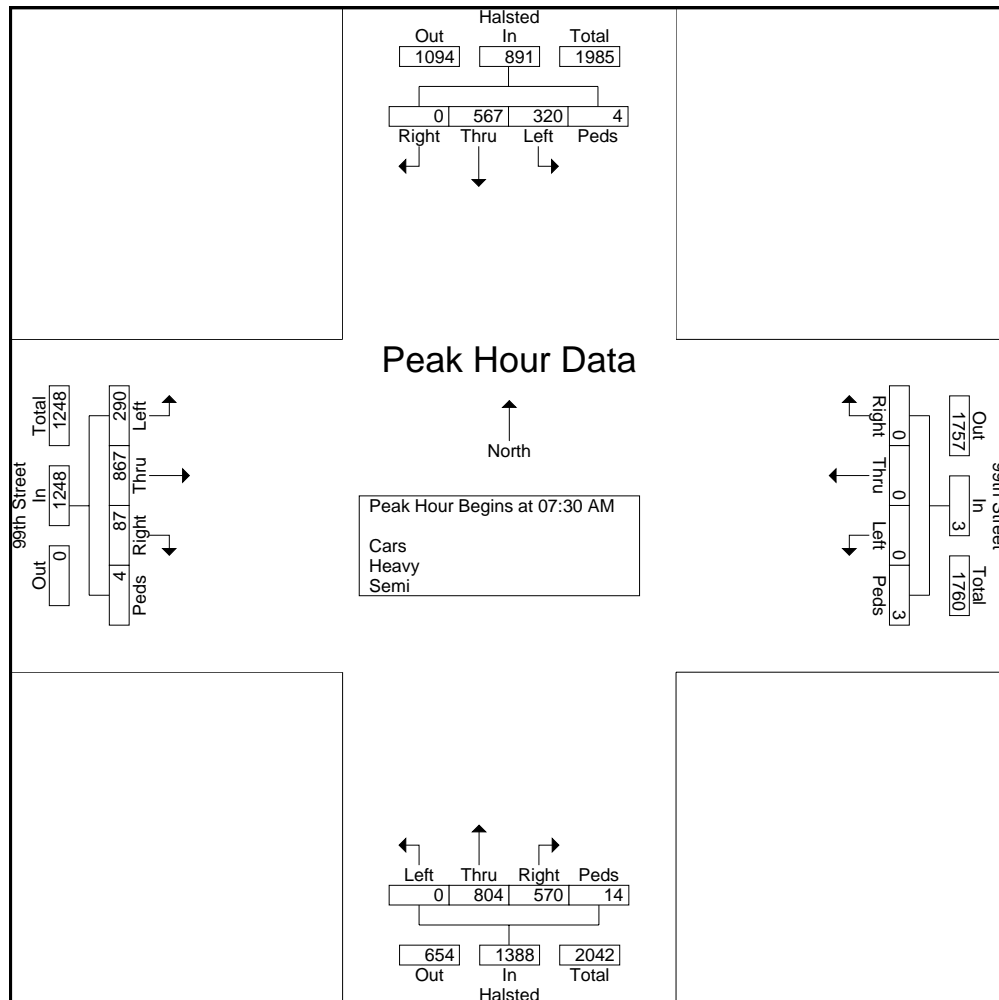 Halsted
Out In Total
1094 891 1985
0 567 320 4
Right Thru Left Peds
Peak Hour Data
North
Peak Hour Begins at 07:30 AM
Cars
Heavy
Semi
99th Street
Out In Total
0 1248 1248
4 87 867 290
Peds Right Thru Left
99th Street
Out In Total
1757 3 1760
Right Thru Left Peds
0 0 0 3
Left Thru Right Peds
0 804 570 14
654 1388 2042
Out In Total
Halsted